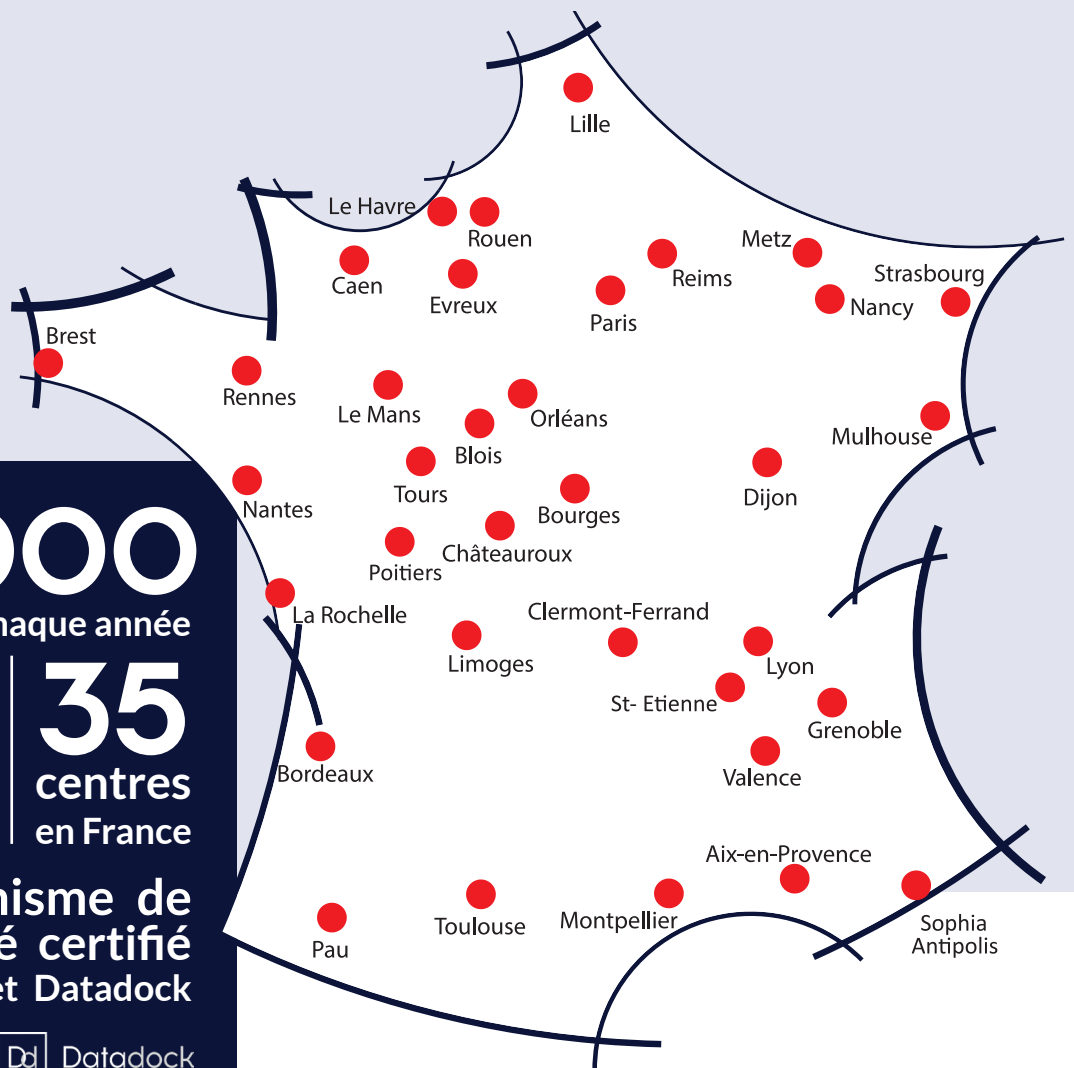 Lille
Le Havre
Rouen
Caen
Evreux
Paris
Reims
Metz
Nancy
Strasbourg
Brest
Rennes
Le Mans
Orléans
Blois
Tours
Mulhouse
Dijon
Nantes
Bourges
Châteauroux
Poitiers
La Rochelle
Limoges
Clermont-Ferrand
Lyon
St- Etienne
Grenoble
Valence
Bordeaux
Aix-en-Provence
Sophia
Antipolis
Montpellier
Toulouse
Pau
année
35
centres
en France
de
certifié
et Datadock
Dd Datadock